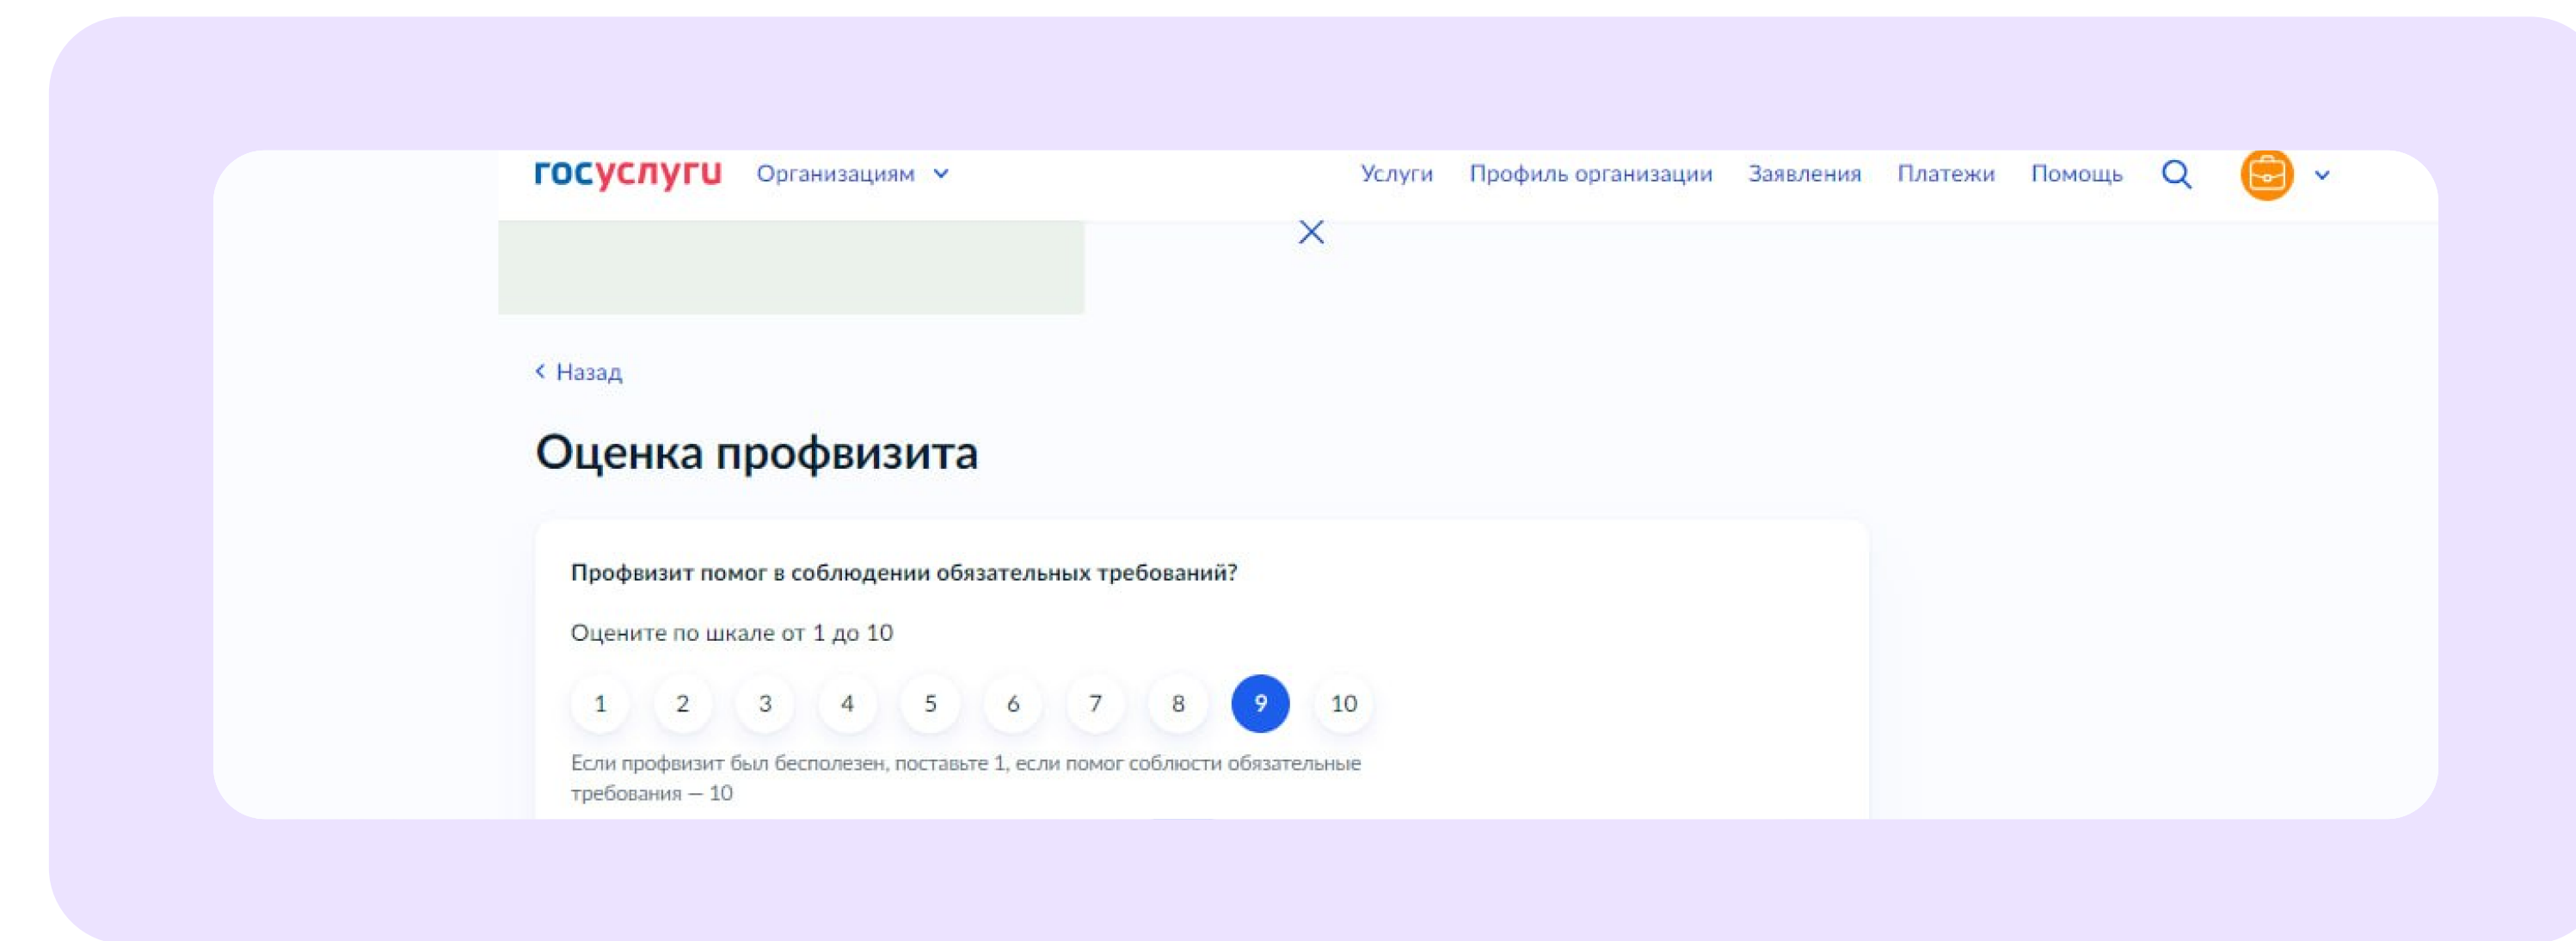 госуслуги Организациям Услуги Профиль организации Заявления Платежи Помощь
Назад
Оценка профвизита
Профвизит помог в соблюдении обязательных требований?
Оцените по шкале от 1 до 10
1 2 3 4 5 6 7 8 9 10
Если профвизит был бесполезен, поставьте 1, если помог соблюсти обязательные
требования — 10